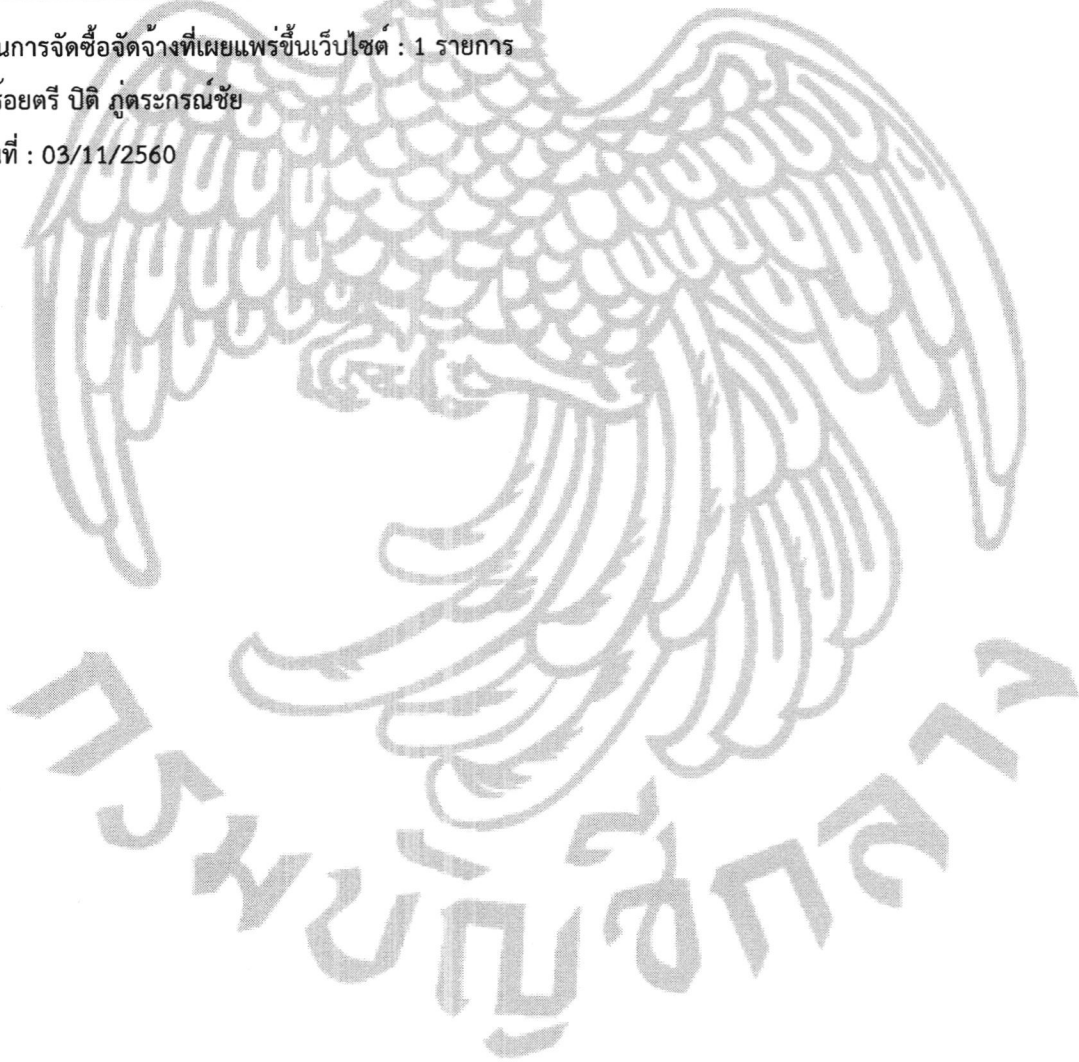 นการจัดซื้อจัดจ้างที่เผยแพร่ขึ้นเว็บไซต์ : 1 รายการ
ร้อยตรี ปิติ ภู่ตระกรณ์ชัย
ที่ : 03/11/2560
กรมบัญชีกลาง